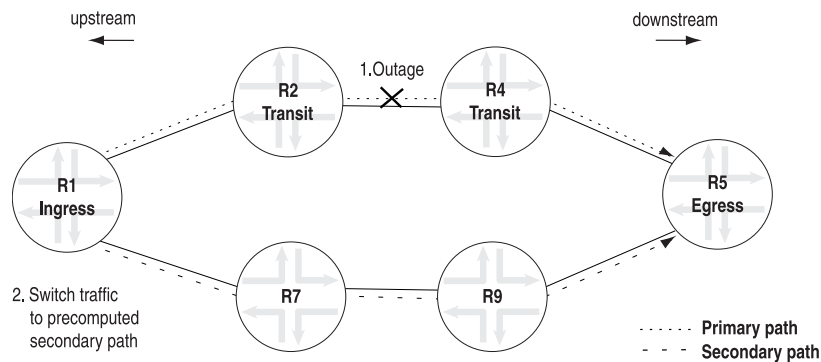 upstream
downstream
1.Outage
R2
Transit
R4
Transit
R1
Ingress
R5
Egress
R7
R9
2. Switch traffic
to precomputed
secondary path
Primary path
Secondary path